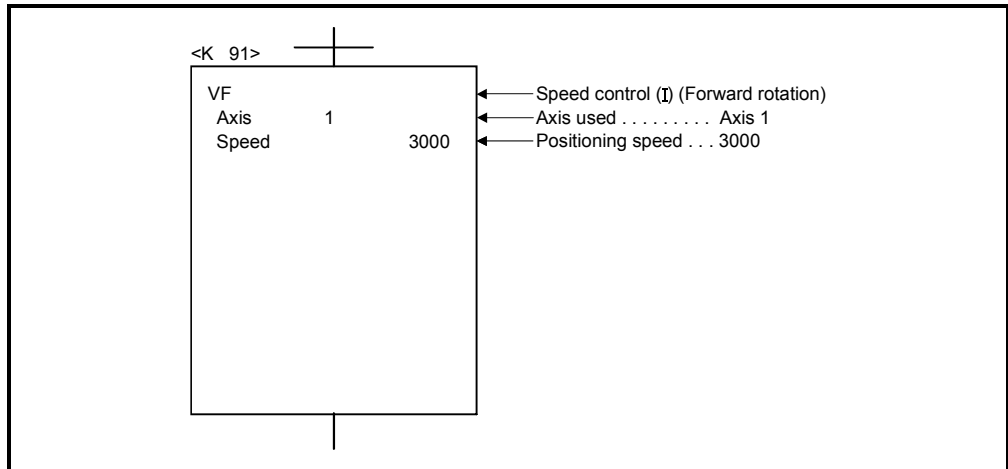 <K 91>
VF Speed control (I) (Forward rotation)
Axis 1 Axis used . . . . . . . . . Axis 1
Speed 3000 Positioning speed . . . 3000